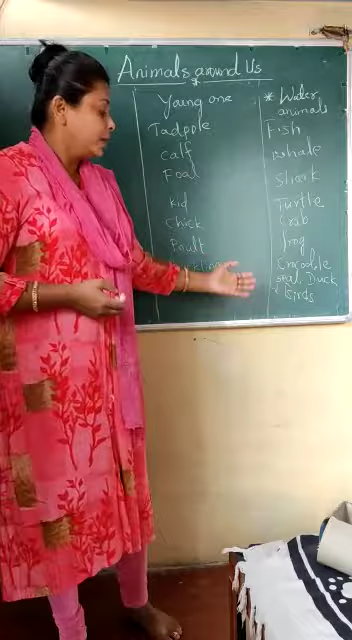 Animals around Us
Young one
Tadpole
calf
Foal
kid
Chick
Poult
* Water
animals
Fish
whale
Shark
Turtle
Crab
frog
Crocodile
seal, Duck
birds